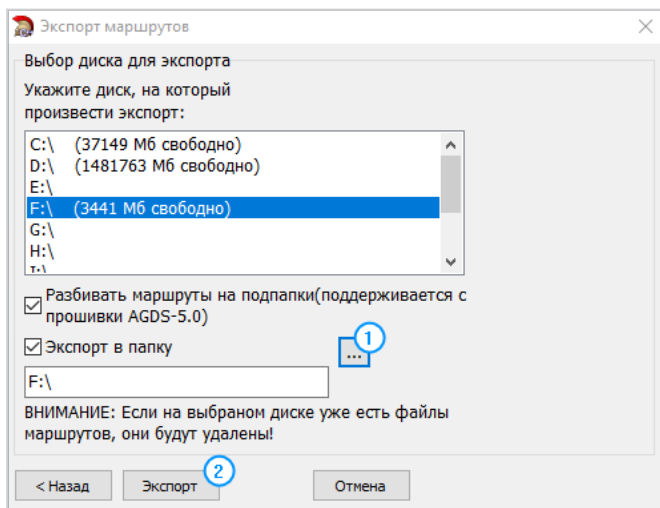 Экспорт маршрутов
Выбор диска для экспорта
Укажите диск, на который
произвести экспорт:
C:\ (37149 Мб свободно)
D:\ (1481763 Мб свободно)
E:\
F:\ (3441 Мб свободно)
G:\
H:\
I:\
Разбивать маршруты на подпапки(поддерживается с
прошивки AGDS-5.0)
Экспорт в папку
1
...
F:\
ВНИМАНИЕ: Если на выбраном диске уже есть файлы
маршрутов, они будут удалены!
2
< Назад Экспорт Отмена